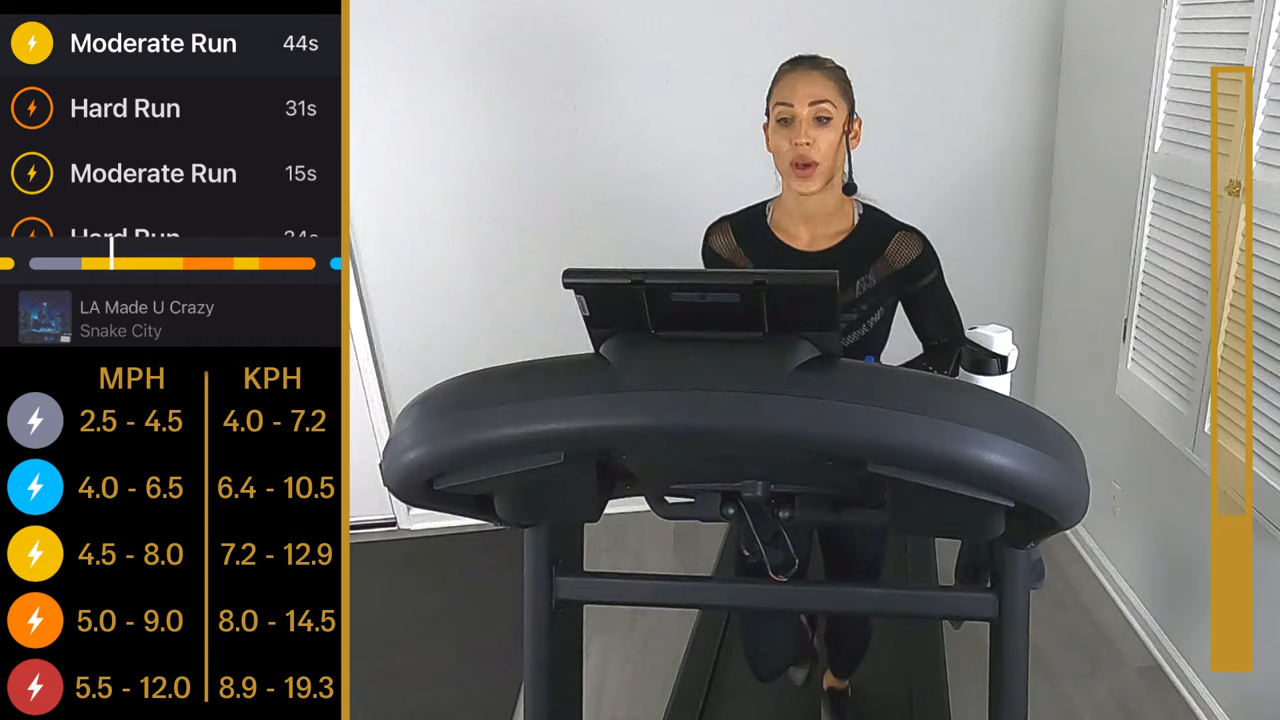 Moderate Run 44s
Hard Run 31s
Moderate Run 15s
Hard Run
LA Made U Crazy
Snake City
MPH KPH
2.5 - 4.5 4.0 - 7.2
4.0 - 6.5 6.4 - 10.5
4.5 - 8.0 7.2 - 12.9
5.0 - 9.0 8.0 - 14.5
5.5 - 12.0 8.9 - 19.3